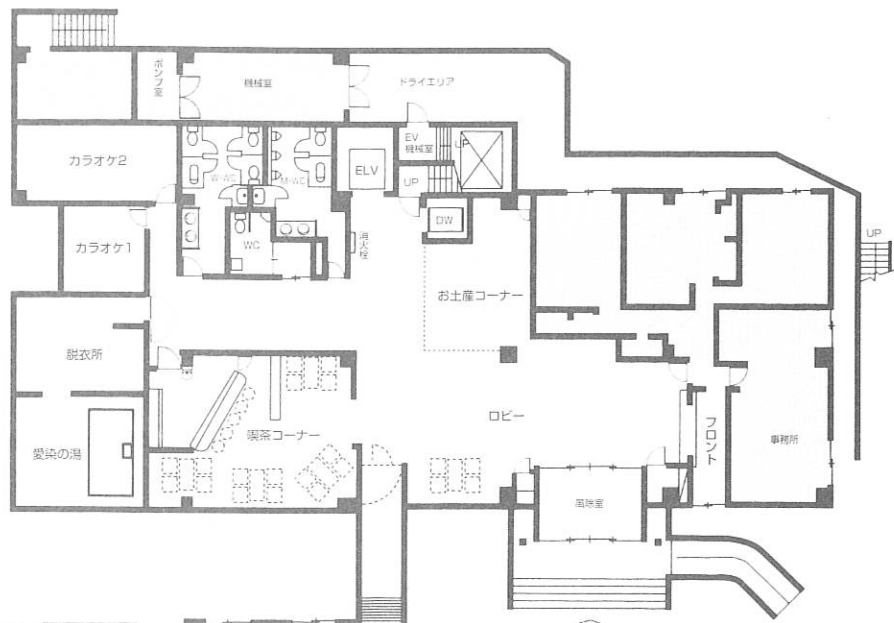 ポンプ室
機械室
ドライエリア
カラオケ2
W-WC
M-WC
ELV
EV
機械室
UP
UP
DW
カラオケ1
WC
消火栓
UP
お土産コーナー
脱衣所
ロビー
喫茶コーナー
フロント
愛染の湯
事務所
風除室